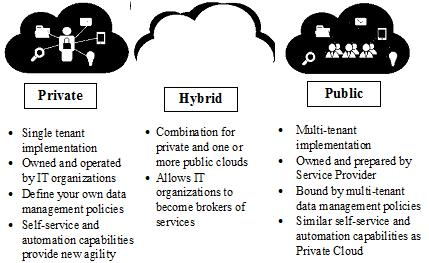 Private
• Single tenant
implementation
• Owned and operated
by IT organizations
• Define your own data
management policies
• Self-service and
automation capabilities
provide new agility
Hybrid
• Combination for
private and one or
more public clouds
• Allows IT
organizations to
become brokers of
services
Public
• Multi-tenant
implementation
• Owned and prepared by
Service Provider
• Bound by multi-tenant
data management policies
• Similar self-service and
automation capabilities as
Private Cloud